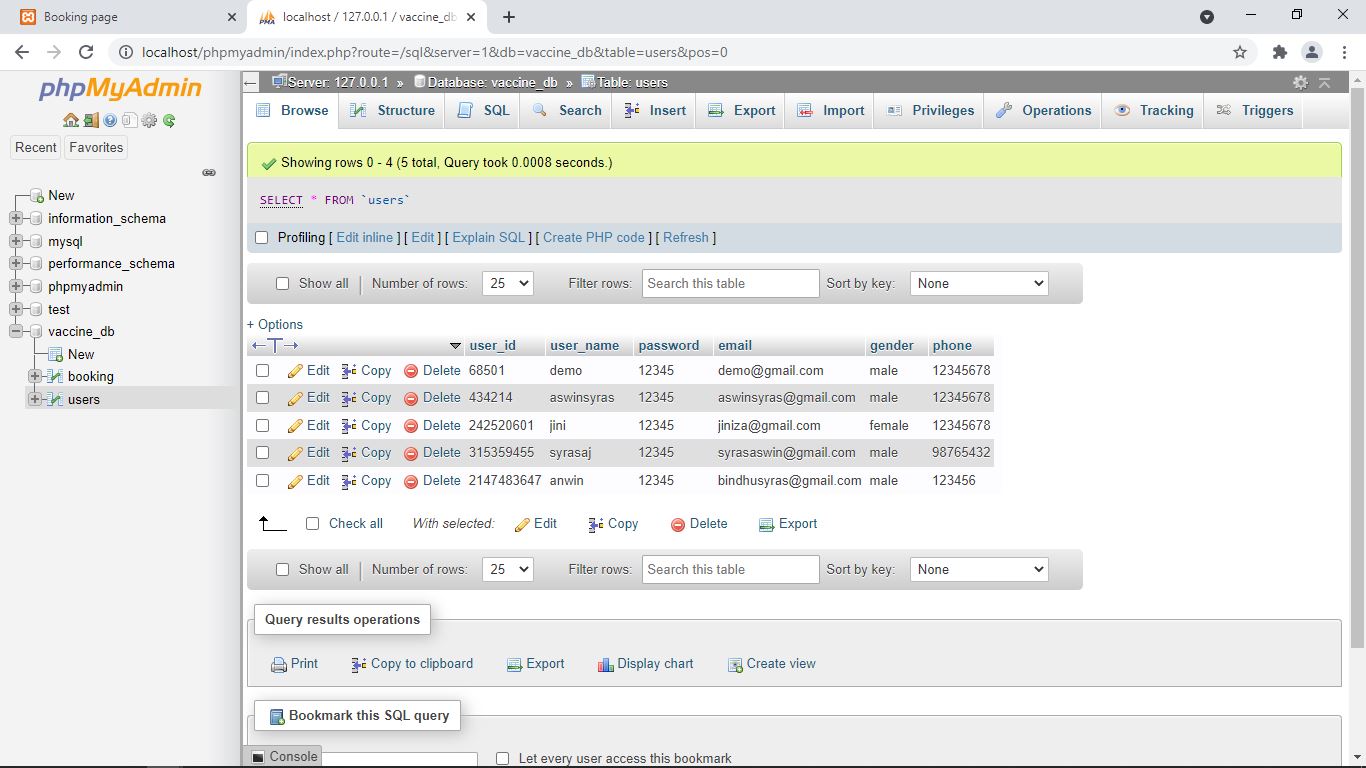 Booking page
localhost / 127.0.0.1 / vaccine_db
localhost/phpmyadmin/index.php?route=/sql&server=1&db=vaccine_db&table=users&pos=0
phpMyAdmin
Recent Favorites
New
information_schema
mysql
performance_schema
phpmyadmin
test
vaccine_db
New
booking
users
Server: 127.0.0.1 » Database: vaccine_db » Table: users
Browse Structure SQL Search Insert Export Import Privileges Operations Tracking Triggers
Showing rows 0 - 4 (5 total, Query took 0.0008 seconds.)
SELECT * FROM `users`
Profiling [ Edit inline ] [ Edit ] [ Explain SQL ] [ Create PHP code ] [ Refresh ]
Show all | Number of rows: 25 Filter rows: Search this table Sort by key: None
+ Options
←T→ user_id user_name password email gender phone
Edit Copy Delete 68501 demo 12345 demo@gmail.com male 12345678
Edit Copy Delete 434214 aswinsyras 12345 aswinsyras@gmail.com male 12345678
Edit Copy Delete 242520601 jini 12345 jiniza@gmail.com female 12345678
Edit Copy Delete 315359455 syrasaj 12345 syrasaswin@gmail.com male 98765432
Edit Copy Delete 2147483647 anwin 12345 bindhusyras@gmail.com male 123456
Check all With selected: Edit Copy Delete Export
Show all | Number of rows: 25 Filter rows: Search this table Sort by key: None
Query results operations
Print Copy to clipboard Export Display chart Create view
Bookmark this SQL query
Console
Let every user access this bookmark